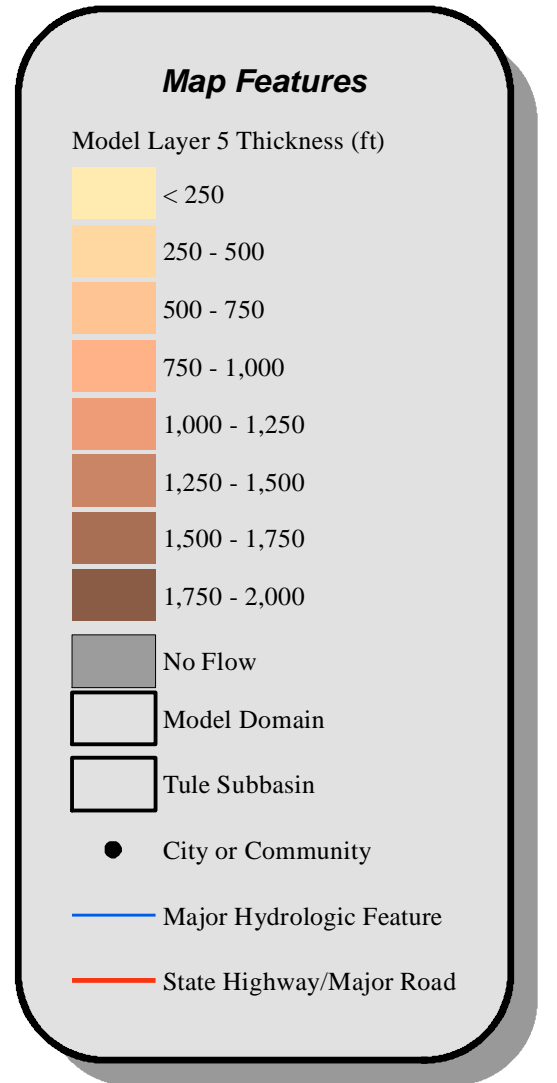 Map Features
Model Layer 5 Thickness (ft)
< 250
250 - 500
500 - 750
750 - 1,000
1,000 - 1,250
1,250 - 1,500
1,500 - 1,750
1,750 - 2,000
No Flow
Model Domain
Tule Subbasin
City or Community
Major Hydrologic Feature
State Highway/Major Road